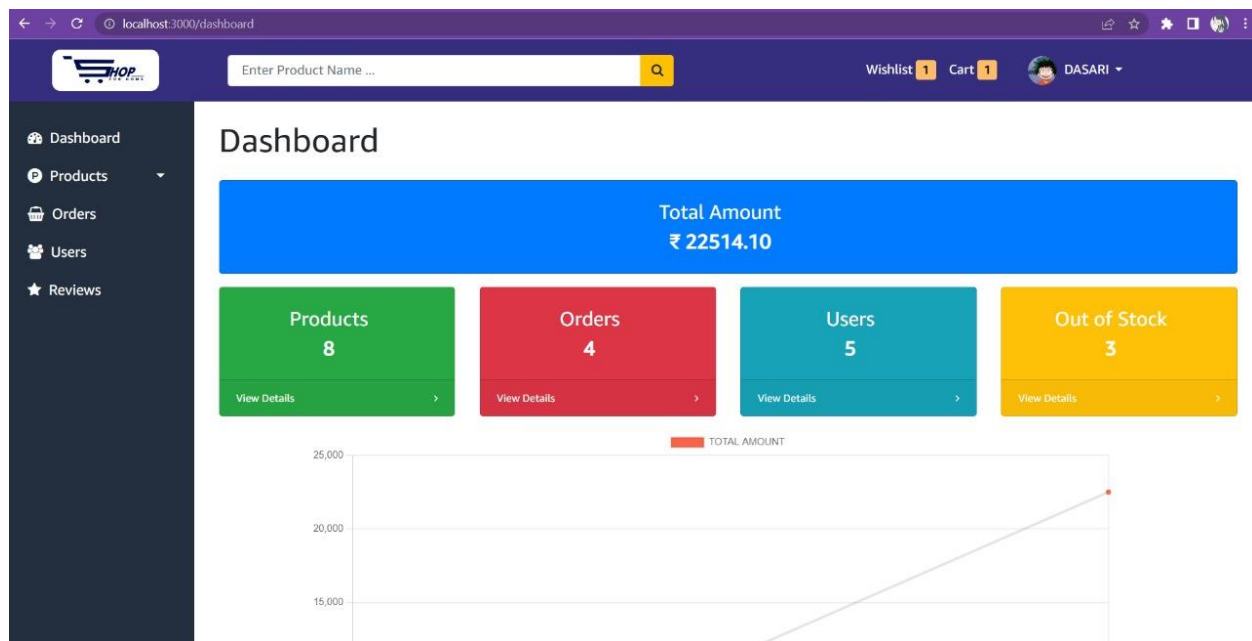 localhost:3000/dashboard
SHOP
FOR HOME
Enter Product Name ...
Wishlist 1 Cart 1 DASARI
Dashboard
Products
Orders
Users
Reviews
Dashboard
Total Amount
₹ 22514.10
Products
8
View Details
Orders
4
View Details
Users
5
View Details
Out of Stock
3
View Details
TOTAL AMOUNT
25,000
20,000
15,000